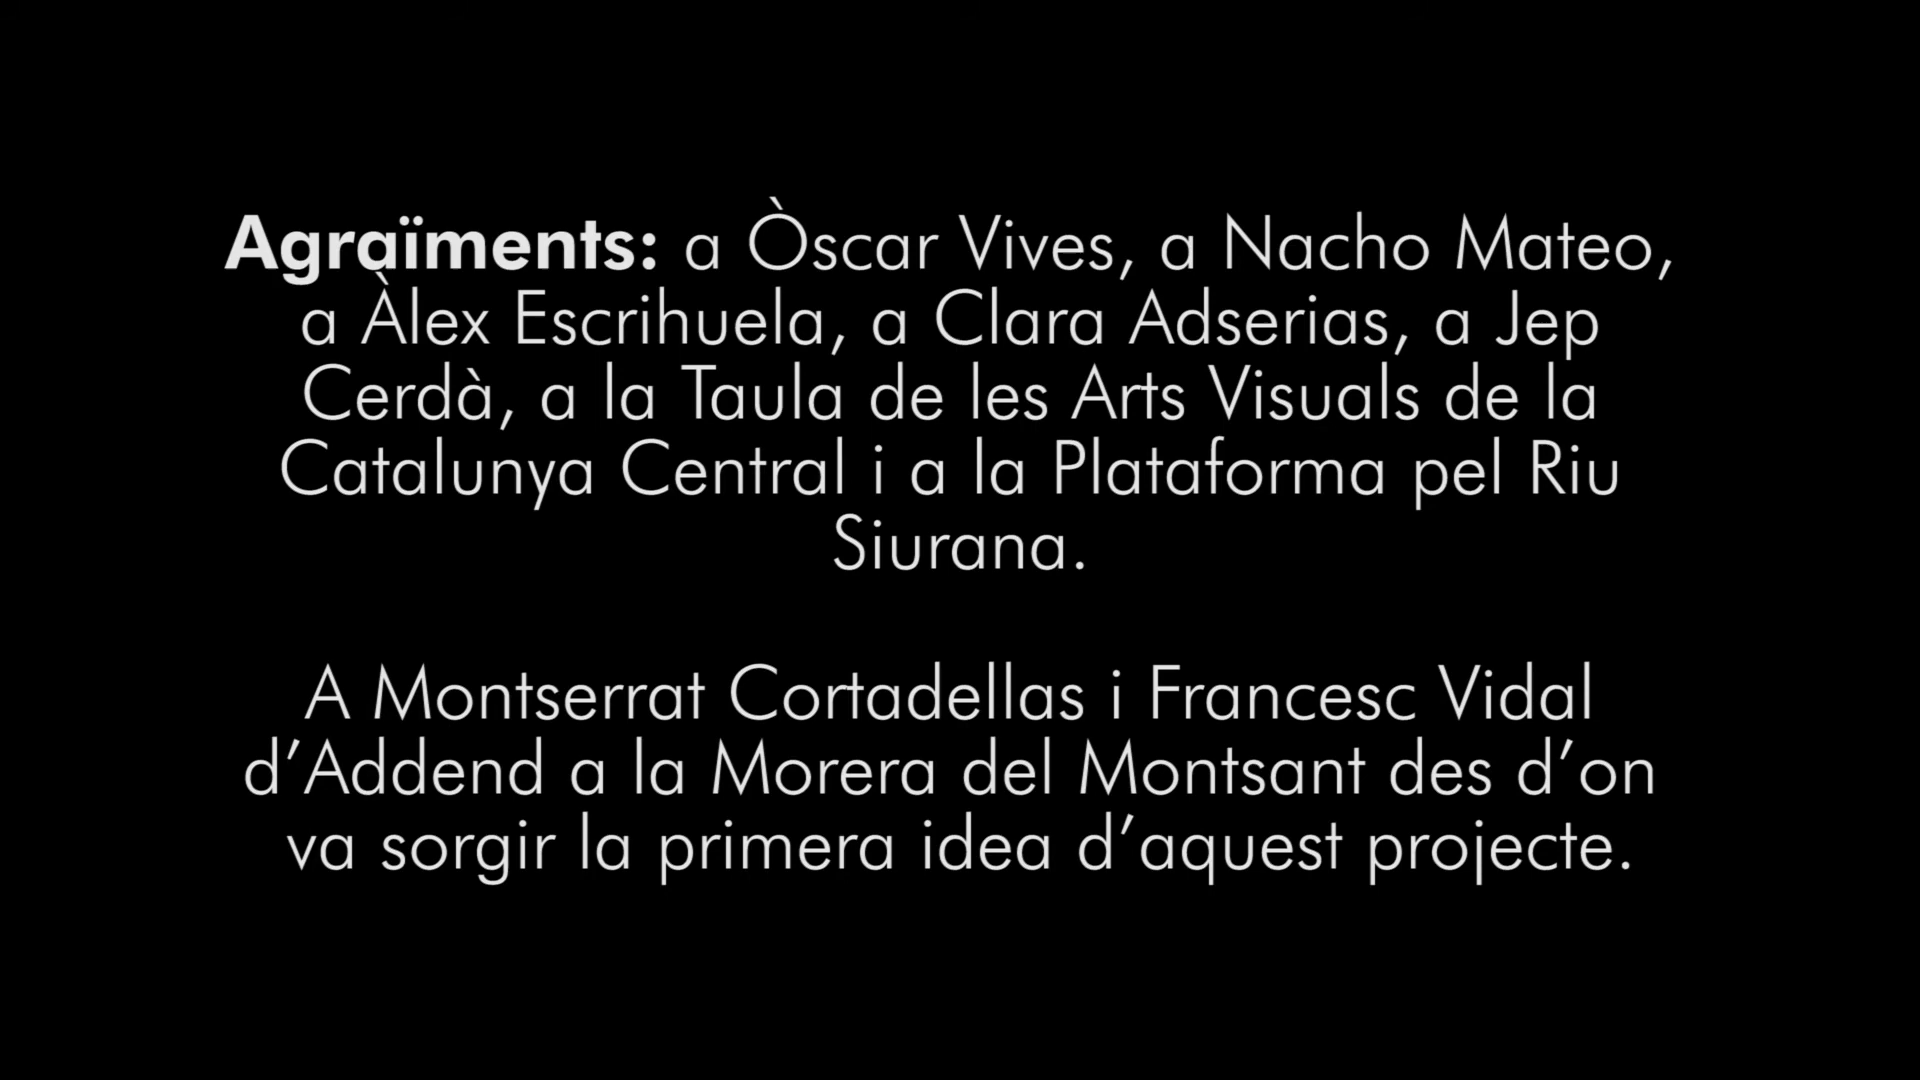 Agraïments: a Òscar Vives, a Nacho Mateo,
a Àlex Escrihuela, a Clara Adserias, a Jep
Cerdà, a la Taula de les Arts Visuals de la
Catalunya Central i a la Plataforma pel Riu
Siurana.
A Montserrat Cortadellas i Francesc Vidal
d’Addend a la Morera del Montsant des d’on
va sorgir la primera idea d’aquest projecte.